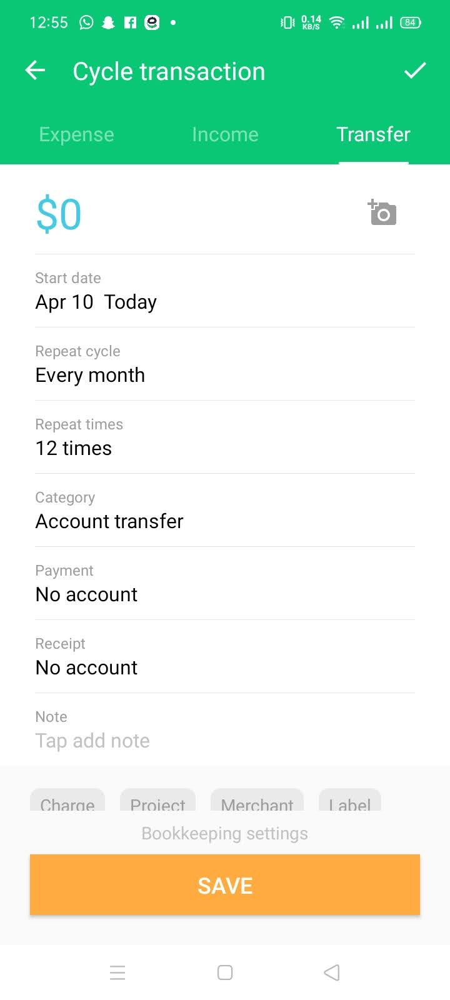 12:55 0.14 KB/S 84
Cycle transaction
Expense Income Transfer
$0
Start date
Apr 10 Today
Repeat cycle
Every month
Repeat times
12 times
Category
Account transfer
Payment
No account
Receipt
No account
Note
Tap add note
Charge Project Merchant Label
Bookkeeping settings
SAVE